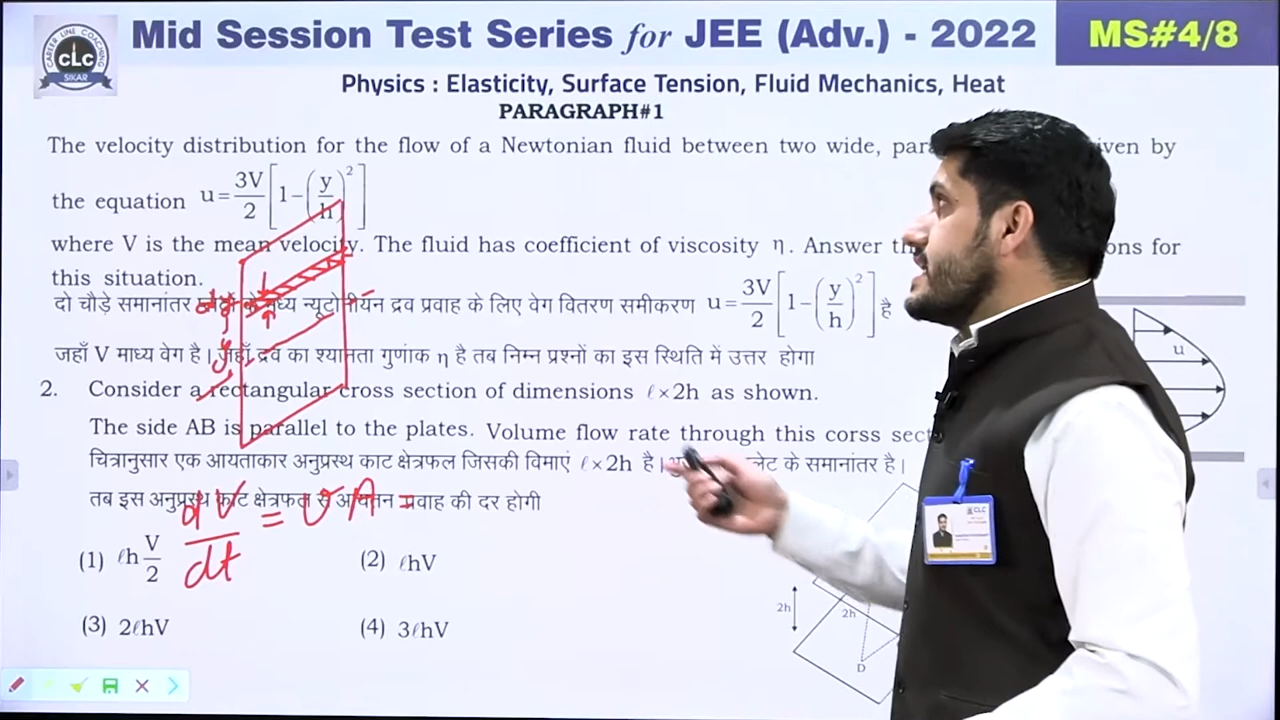 CAREER LINE COACHING
CLC
SIKAR
Mid Session Test Series for JEE (Adv.) - 2022
MS#4/8
Physics : Elasticity, Surface Tension, Fluid Mechanics, Heat
PARAGRAPH#1
The velocity distribution for the flow of a Newtonian fluid between two wide, iven by
the equation u = 3V/2 [1-(y/h)²]
where V is the mean velocity. The fluid has coefficient of viscosity η. Answer ons for
this situation.
दो चौड़े समानांतर के मध्य न्यूटोनीयन द्रव प्रवाह के लिए वेग वितरण समीकरण u = 3V/2 [1-(y/h)²] है
जहाँ V माध्य वेग है। जहाँ द्रव का श्यानता गुणांक η है तब निम्न प्रश्नों का इस स्थिति में उत्तर होगा
u
2. Consider a rectangular cross section of dimensions ℓ×2h as shown.
The side AB is parallel to the plates. Volume flow rate through this corss sect
चित्रानुसार एक आयताकार अनुप्रस्थ काट क्षेत्रफल जिसकी विमाएं ℓ×2h है। प्लेट के समानांतर है।
तब इस अनुप्रस्थ काट क्षेत्रफल से आयतन प्रवाह की दर होगी
dV/dt = v A =
(1) ℓh V/2 (2) ℓhV
(3) 2ℓhV (4) 3ℓhV
2h
2h
D
CLC